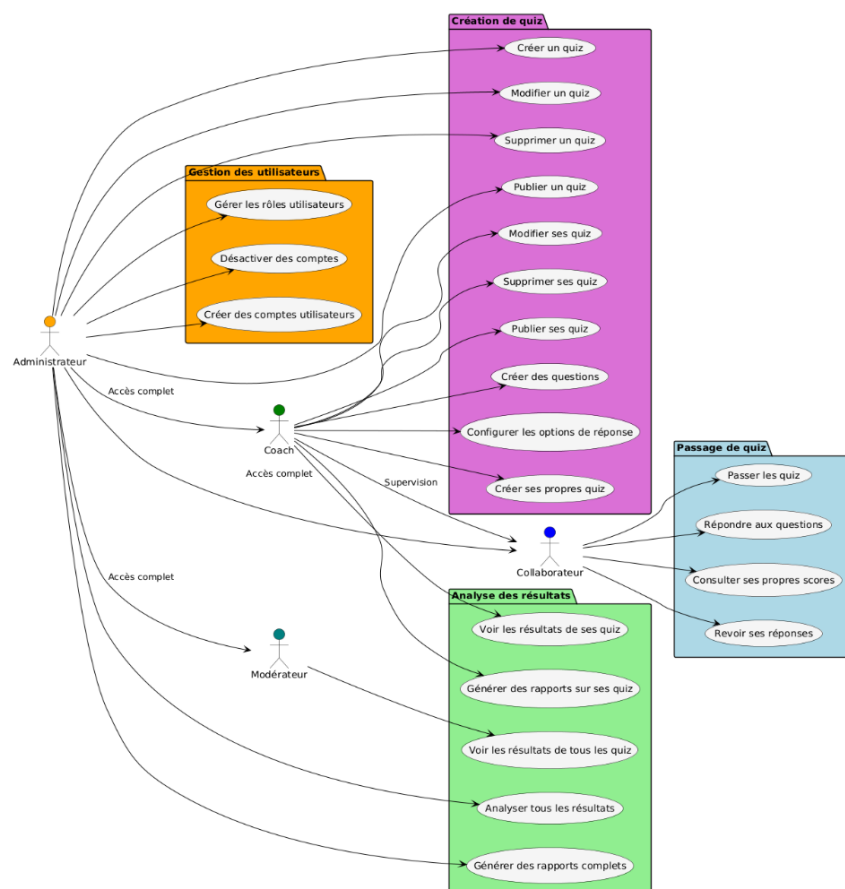 Création de quiz
Créer un quiz
Modifier un quiz
Supprimer un quiz
Publier un quiz
Modifier ses quiz
Supprimer ses quiz
Publier ses quiz
Créer des questions
Configurer les options de réponse
Créer ses propres quiz
Gestion des utilisateurs
Gérer les rôles utilisateurs
Désactiver des comptes
Créer des comptes utilisateurs
Administrateur
Accès complet
Coach
Accès complet
Supervision
Passage de quiz
Passer les quiz
Répondre aux questions
Consulter ses propres scores
Revoir ses réponses
Collaborateur
Accès complet
Modérateur
Analyse des résultats
Voir les résultats de ses quiz
Générer des rapports sur ses quiz
Voir les résultats de tous les quiz
Analyser tous les résultats
Générer des rapports complets